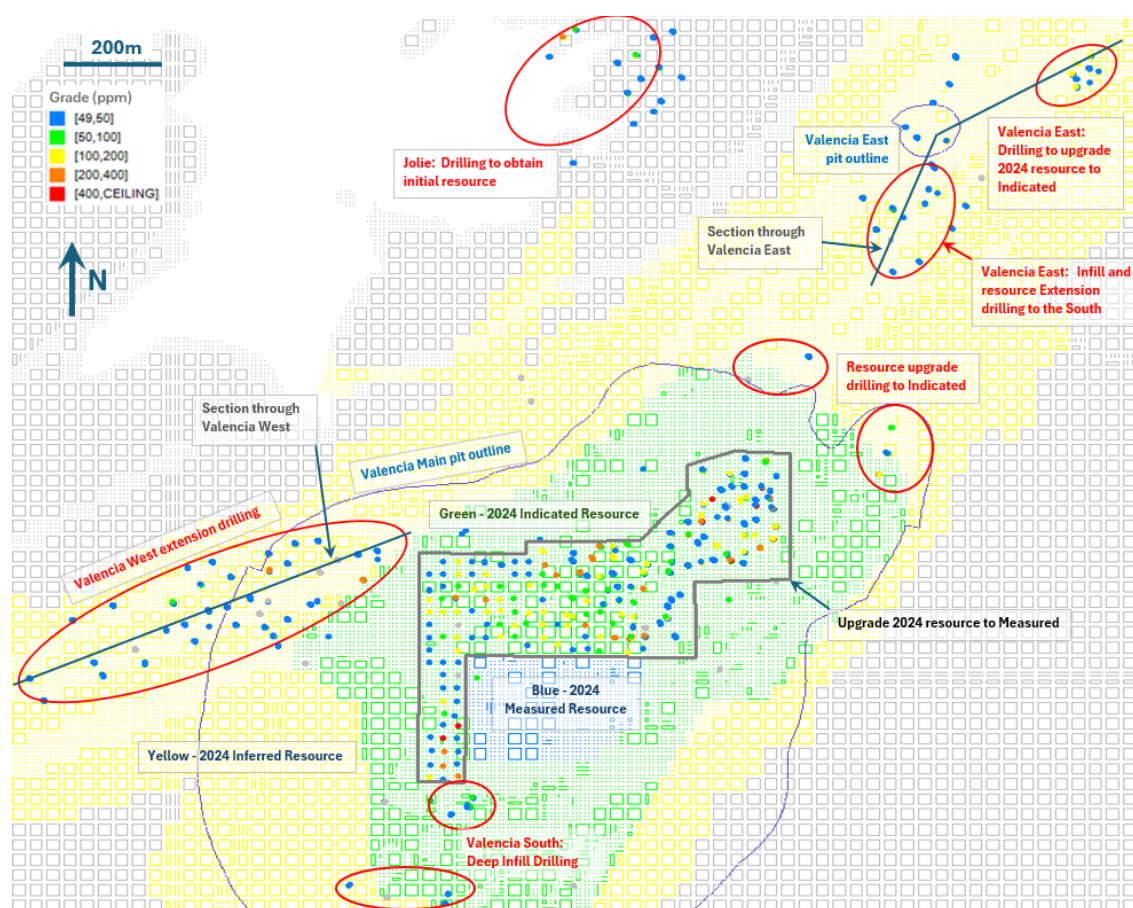 200m
Grade (ppm)
[49,50]
[50,100]
[100,200]
[200,400]
[400,CEILING]
N
Jolie: Drilling to obtain
initial resource
Valencia East
pit outline
Valencia East:
Drilling to upgrade
2024 resource to
Indicated
Section through
Valencia East
Valencia East: Infill and
resource Extension
drilling to the South
Resource upgrade
drilling to Indicated
Section through
Valencia West
Valencia Main pit outline
Valencia West extension drilling
Green - 2024 Indicated Resource
Upgrade 2024 resource to Measured
Blue - 2024
Measured Resource
Yellow - 2024 Inferred Resource
Valencia South:
Deep Infill Drilling